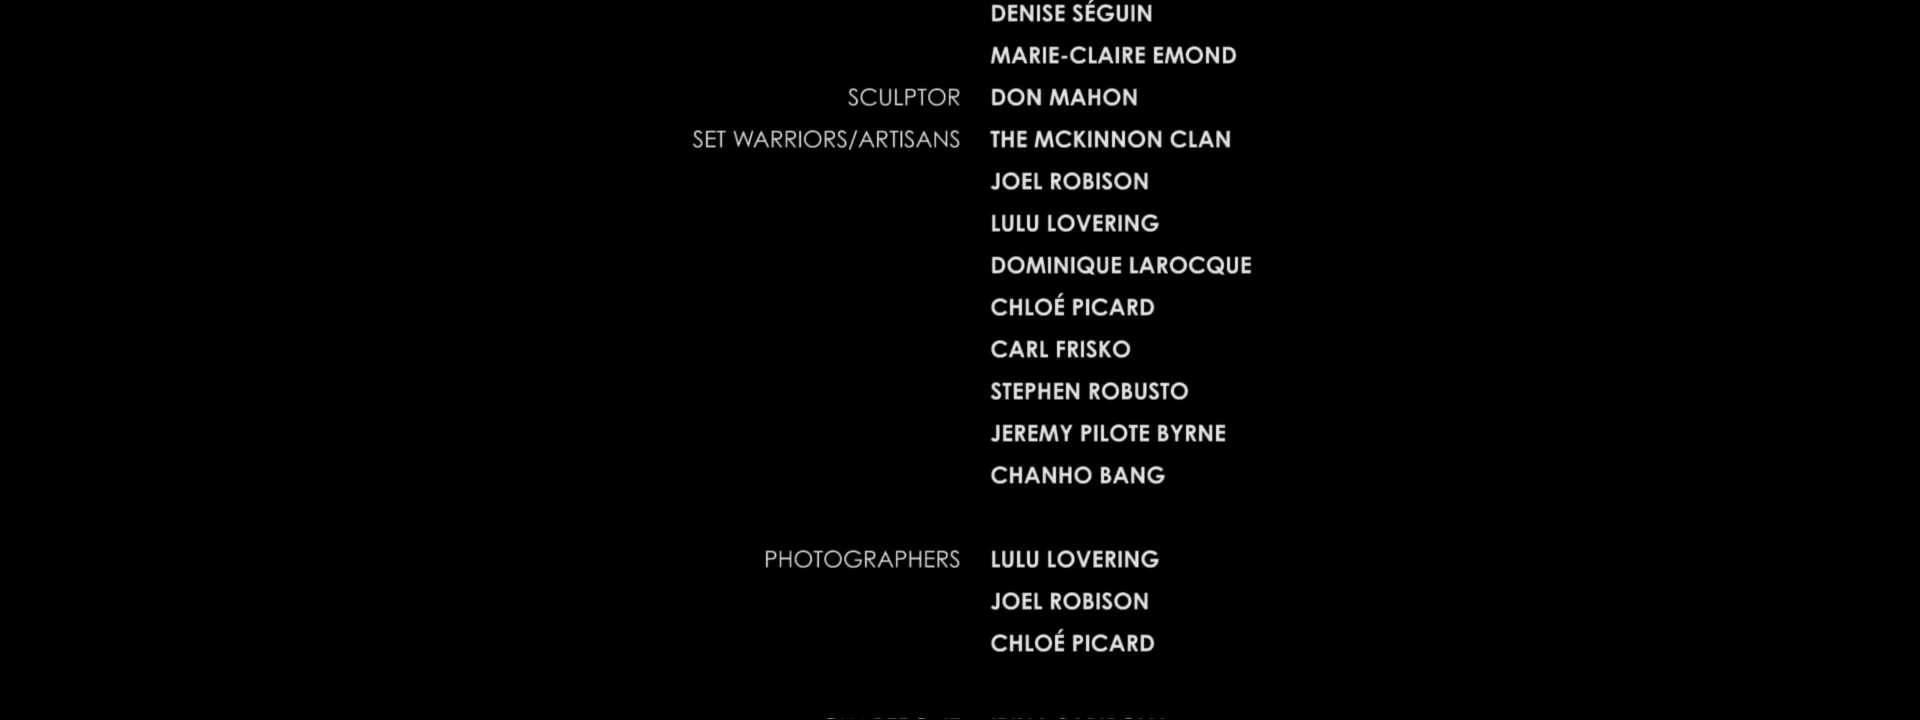 DENISE SÉGUIN
MARIE-CLAIRE EMOND
SCULPTOR DON MAHON
SET WARRIORS/ARTISANS THE MCKINNON CLAN
JOEL ROBISON
LULU LOVERING
DOMINIQUE LAROCQUE
CHLOÉ PICARD
CARL FRISKO
STEPHEN ROBUSTO
JEREMY PILOTE BYRNE
CHANHO BANG
PHOTOGRAPHERS LULU LOVERING
JOEL ROBISON
CHLOÉ PICARD